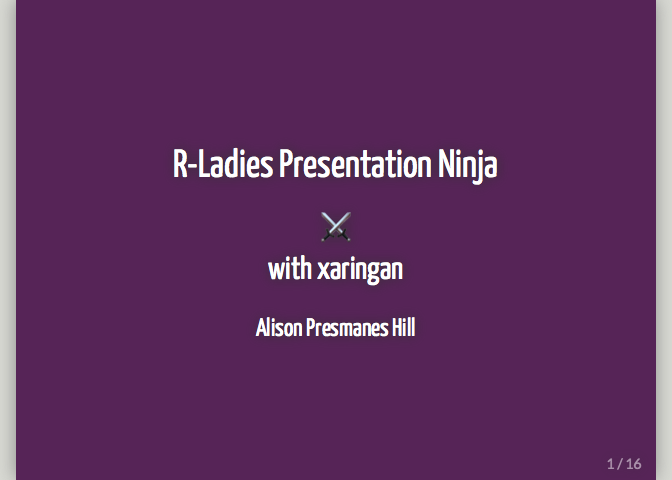 R-Ladies Presentation Ninja
⚔
with xaringan
Alison Presmanes Hill
1 / 16